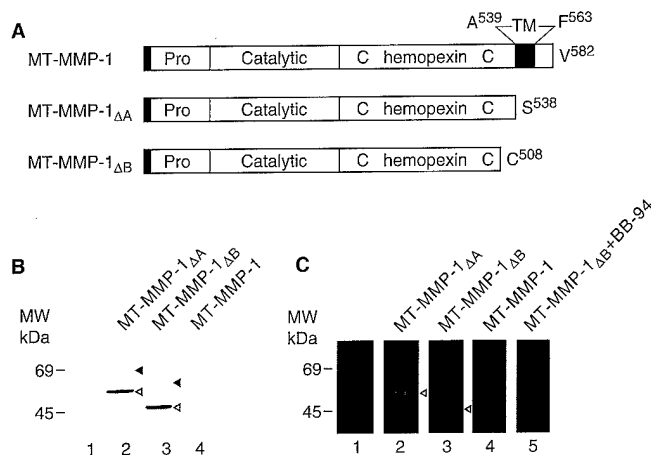 A
A539 TM F563
MT-MMP-1 Pro Catalytic C hemopexin C V582
MT-MMP-1ΔA Pro Catalytic C hemopexin C S538
MT-MMP-1ΔB Pro Catalytic C hemopexin C C508
B
MT-MMP-1ΔA
MT-MMP-1ΔB
MT-MMP-1
MW
kDa
69
45
1 2 3 4
C
MT-MMP-1ΔA
MT-MMP-1ΔB
MT-MMP-1
MT-MMP-1ΔB+BB-94
MW
kDa
69
45
1 2 3 4 5